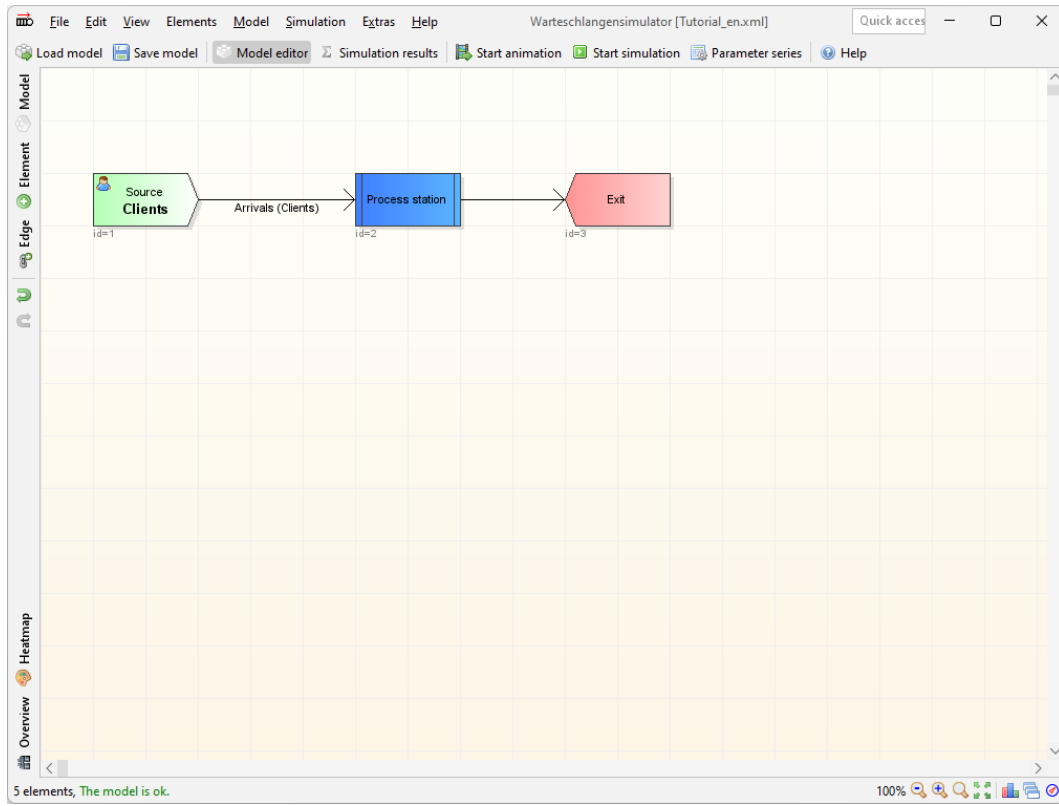 File Edit View Elements Model Simulation Extras Help Warteschlangensimulator [Tutorial_en.xml] Quick acces
Load model Save model Model editor Σ Simulation results Start animation Start simulation Parameter series Help
Model
Element
Edge
Source
Clients
id=1
Arrivals (Clients)
Process station
id=2
Exit
id=3
Heatmap
Overview
5 elements, The model is ok. 100%